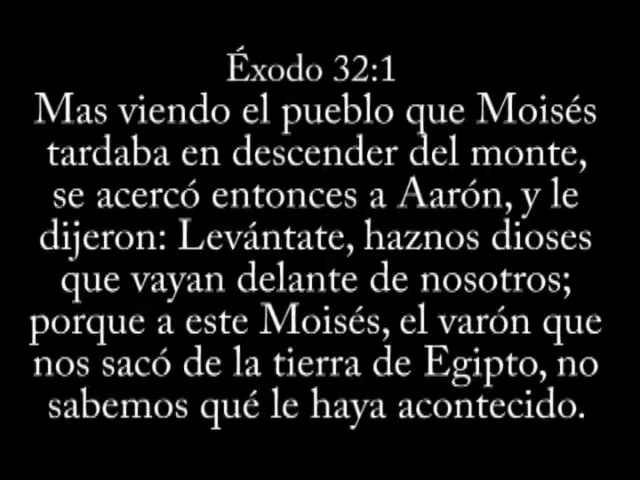 Éxodo 32:1
Mas viendo el pueblo que Moisés
tardaba en descender del monte,
se acercó entonces a Aarón, y le
dijeron: Levántate, haznos dioses
que vayan delante de nosotros;
porque a este Moisés, el varón que
nos sacó de la tierra de Egipto, no
sabemos qué le haya acontecido.